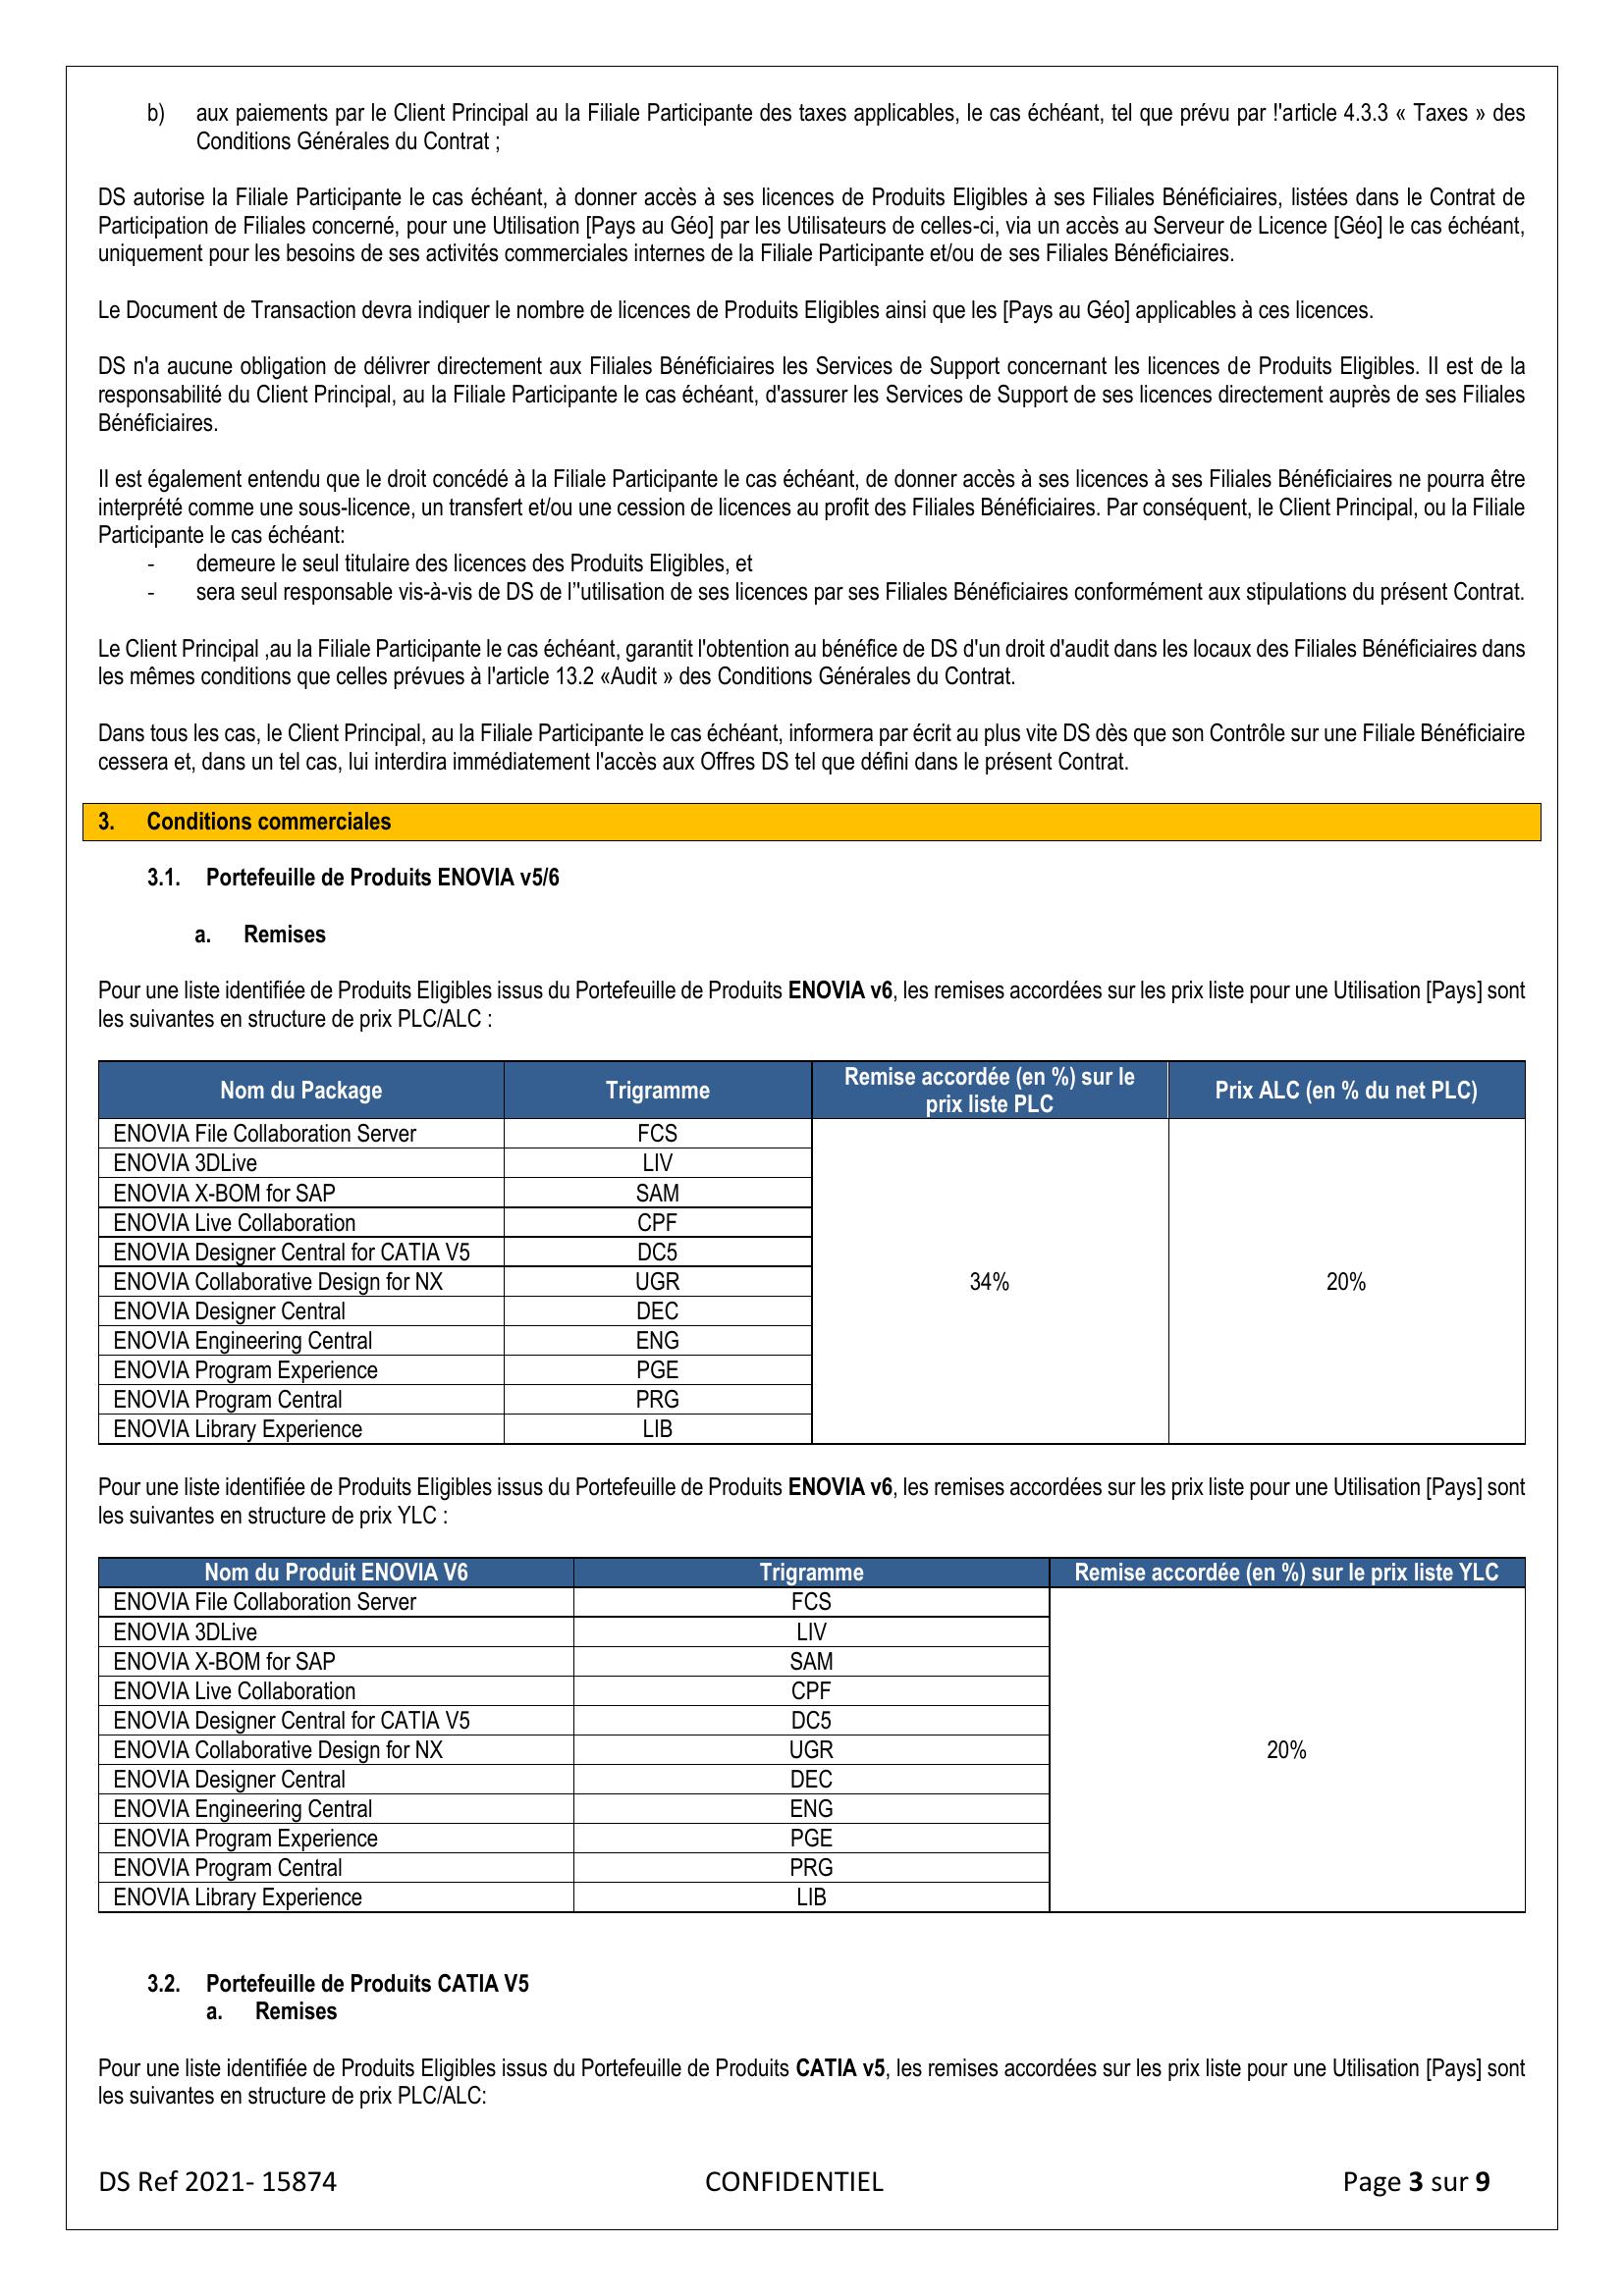 b) aux paiements par le Client Principal au la Filiale Participante des taxes applicables, le cas échéant, tel que prévu par !'article 4.3.3 « Taxes » des
Conditions Générales du Contrat ;
DS autorise la Filiale Participante le cas échéant, à donner accès à ses licences de Produits Eligibles à ses Filiales Bénéficiaires, listées dans le Contrat de
Participation de Filiales concerné, pour une Utilisation [Pays au Géo] par les Utilisateurs de celles-ci, via un accès au Serveur de Licence [Géo] le cas échéant,
uniquement pour les besoins de ses activités commerciales internes de la Filiale Participante et/ou de ses Filiales Bénéficiaires.
Le Document de Transaction devra indiquer le nombre de licences de Produits Eligibles ainsi que les [Pays au Géo] applicables à ces licences.
DS n'a aucune obligation de délivrer directement aux Filiales Bénéficiaires les Services de Support concernant les licences de Produits Eligibles. II est de la
responsabilité du Client Principal, au la Filiale Participante le cas échéant, d'assurer les Services de Support de ses licences directement auprès de ses Filiales
Bénéficiaires.
II est également entendu que le droit concédé à la Filiale Participante le cas échéant, de donner accès à ses licences à ses Filiales Bénéficiaires ne pourra être
interprété comme une sous-licence, un transfert et/ou une cession de licences au profit des Filiales Bénéficiaires. Par conséquent, le Client Principal, ou la Filiale
Participante le cas échéant:
- demeure le seul titulaire des licences des Produits Eligibles, et
- sera seul responsable vis-à-vis de DS de l''utilisation de ses licences par ses Filiales Bénéficiaires conformément aux stipulations du présent Contrat.
Le Client Principal ,au la Filiale Participante le cas échéant, garantit l'obtention au bénéfice de DS d'un droit d'audit dans les locaux des Filiales Bénéficiaires dans
les mêmes conditions que celles prévues à l'article 13.2 «Audit » des Conditions Générales du Contrat.
Dans tous les cas, le Client Principal, au la Filiale Participante le cas échéant, informera par écrit au plus vite DS dès que son Contrôle sur une Filiale Bénéficiaire
cessera et, dans un tel cas, lui interdira immédiatement l'accès aux Offres DS tel que défini dans le présent Contrat.
3. Conditions commerciales
3.1. Portefeuille de Produits ENOVIA v5/6
a. Remises
Pour une liste identifiée de Produits Eligibles issus du Portefeuille de Produits ENOVIA v6, les remises accordées sur les prix liste pour une Utilisation [Pays] sont
les suivantes en structure de prix PLC/ALC :
Nom du Package Trigramme Remise accordée (en %) sur le prix liste PLC Prix ALC (en % du net PLC)
ENOVIA File Collaboration Server FCS
ENOVIA 3DLive LIV
ENOVIA X-BOM for SAP SAM
ENOVIA Live Collaboration CPF
ENOVIA Designer Central for CATIA V5 DC5
ENOVIA Collaborative Design for NX UGR 34% 20%
ENOVIA Designer Central DEC
ENOVIA Engineering Central ENG
ENOVIA Program Experience PGE
ENOVIA Program Central PRG
ENOVIA Library Experience LIB
Pour une liste identifiée de Produits Eligibles issus du Portefeuille de Produits ENOVIA v6, les remises accordées sur les prix liste pour une Utilisation [Pays] sont
les suivantes en structure de prix YLC :
Nom du Produit ENOVIA V6 Trigramme Remise accordée (en %) sur le prix liste YLC
ENOVIA File Collaboration Server FCS
ENOVIA 3DLive LIV
ENOVIA X-BOM for SAP SAM
ENOVIA Live Collaboration CPF
ENOVIA Designer Central for CATIA V5 DC5
ENOVIA Collaborative Design for NX UGR 20%
ENOVIA Designer Central DEC
ENOVIA Engineering Central ENG
ENOVIA Program Experience PGE
ENOVIA Program Central PRG
ENOVIA Library Experience LIB
3.2. Portefeuille de Produits CATIA V5
a. Remises
Pour une liste identifiée de Produits Eligibles issus du Portefeuille de Produits CATIA v5, les remises accordées sur les prix liste pour une Utilisation [Pays] sont
les suivantes en structure de prix PLC/ALC:
DS Ref 2021- 15874 CONFIDENTIEL Page 3 sur 9